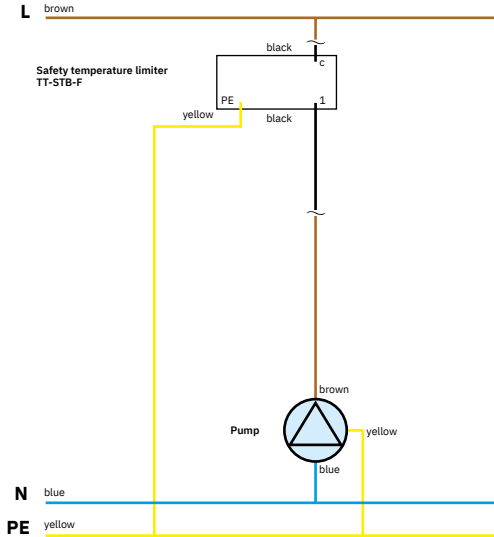 L brown
black
c
Safety temperature limiter
TT-STB-F
PE 1
yellow black
brown
Pump
yellow
blue
N blue
PE yellow